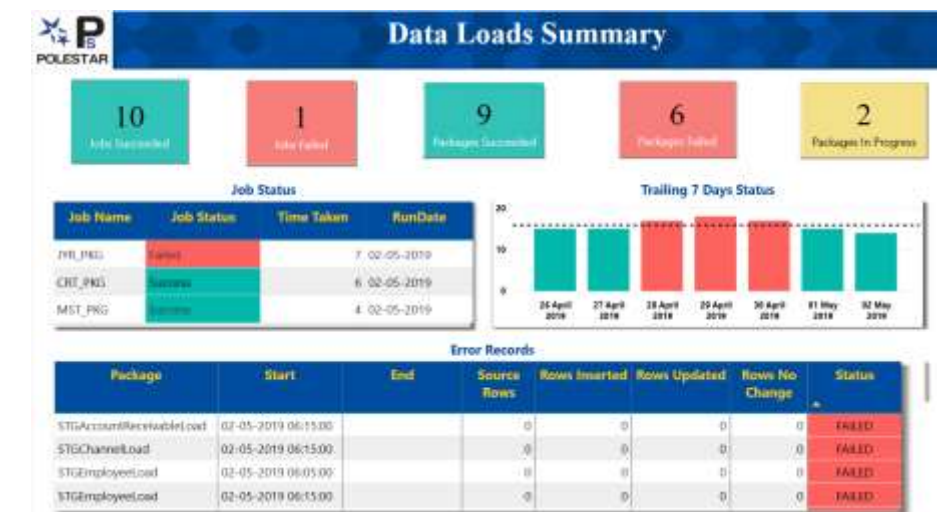 Ps
POLESTAR
Data Loads Summary
10
Jobs Succeeded
1
Jobs Failed
9
Packages Succeeded
6
Packages Failed
2
Packages In Progress
Job Status
Job Name Job Status Time Taken RunDate
JYR_PKG Failed 7 02-05-2019
CRT_PKG Success 6 02-05-2019
MST_PKG Success 4 02-05-2019
Trailing 7 Days Status
20
10
0
26 April 2019 27 April 2019 28 April 2019 29 April 2019 30 April 2019 01 May 2019 02 May 2019
Error Records
Package Start End Source Rows Rows Inserted Rows Updated Rows No Change Status
STGAccountReceivableLoad 02-05-2019 06:15:00 0 0 0 0 FAILED
STGChannelLoad 02-05-2019 06:15:00 0 0 0 0 FAILED
STGEmployeeLoad 02-05-2019 06:05:00 0 0 0 0 FAILED
STGEmployeeLoad 02-05-2019 06:15:00 0 0 0 0 FAILED